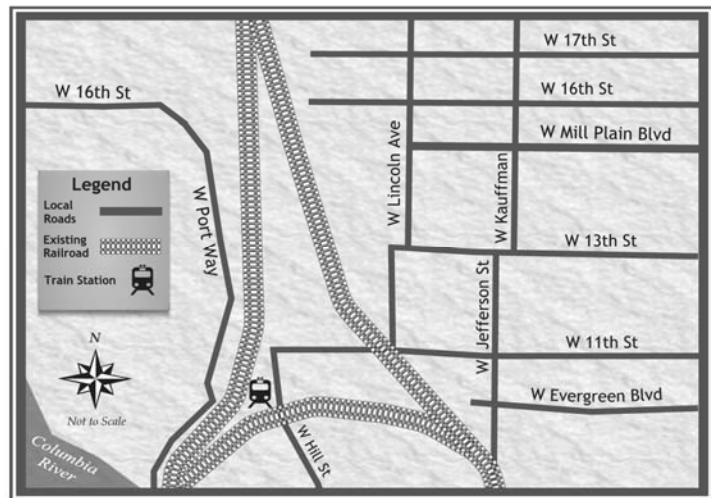 W 17th St
W 16th St
W 16th St
W Mill Plain Blvd
W Lincoln Ave
W Kauffman
Legend
Local
Roads
Existing
Railroad
Train Station
W Port Way
W 13th St
W Jefferson St
N
W 11th St
Not to Scale
W Evergreen Blvd
W Hill St
Columbia
River